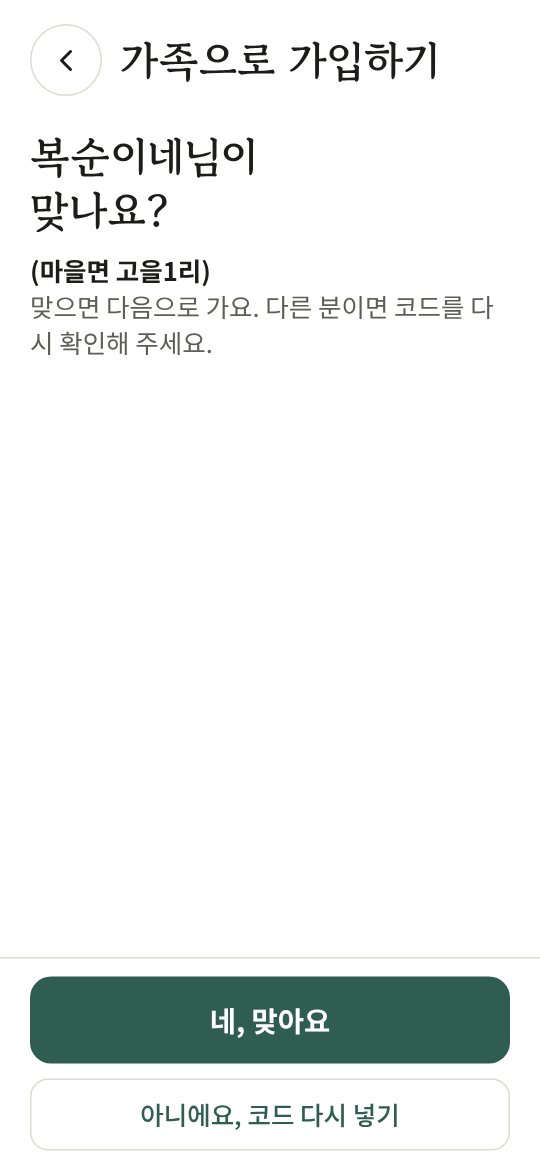 가족으로 가입하기
복순이네님이
맞나요?
(마을면 고을1리)
맞으면 다음으로 가요. 다른 분이면 코드를 다
시 확인해 주세요.
네, 맞아요
아니에요, 코드 다시 넣기